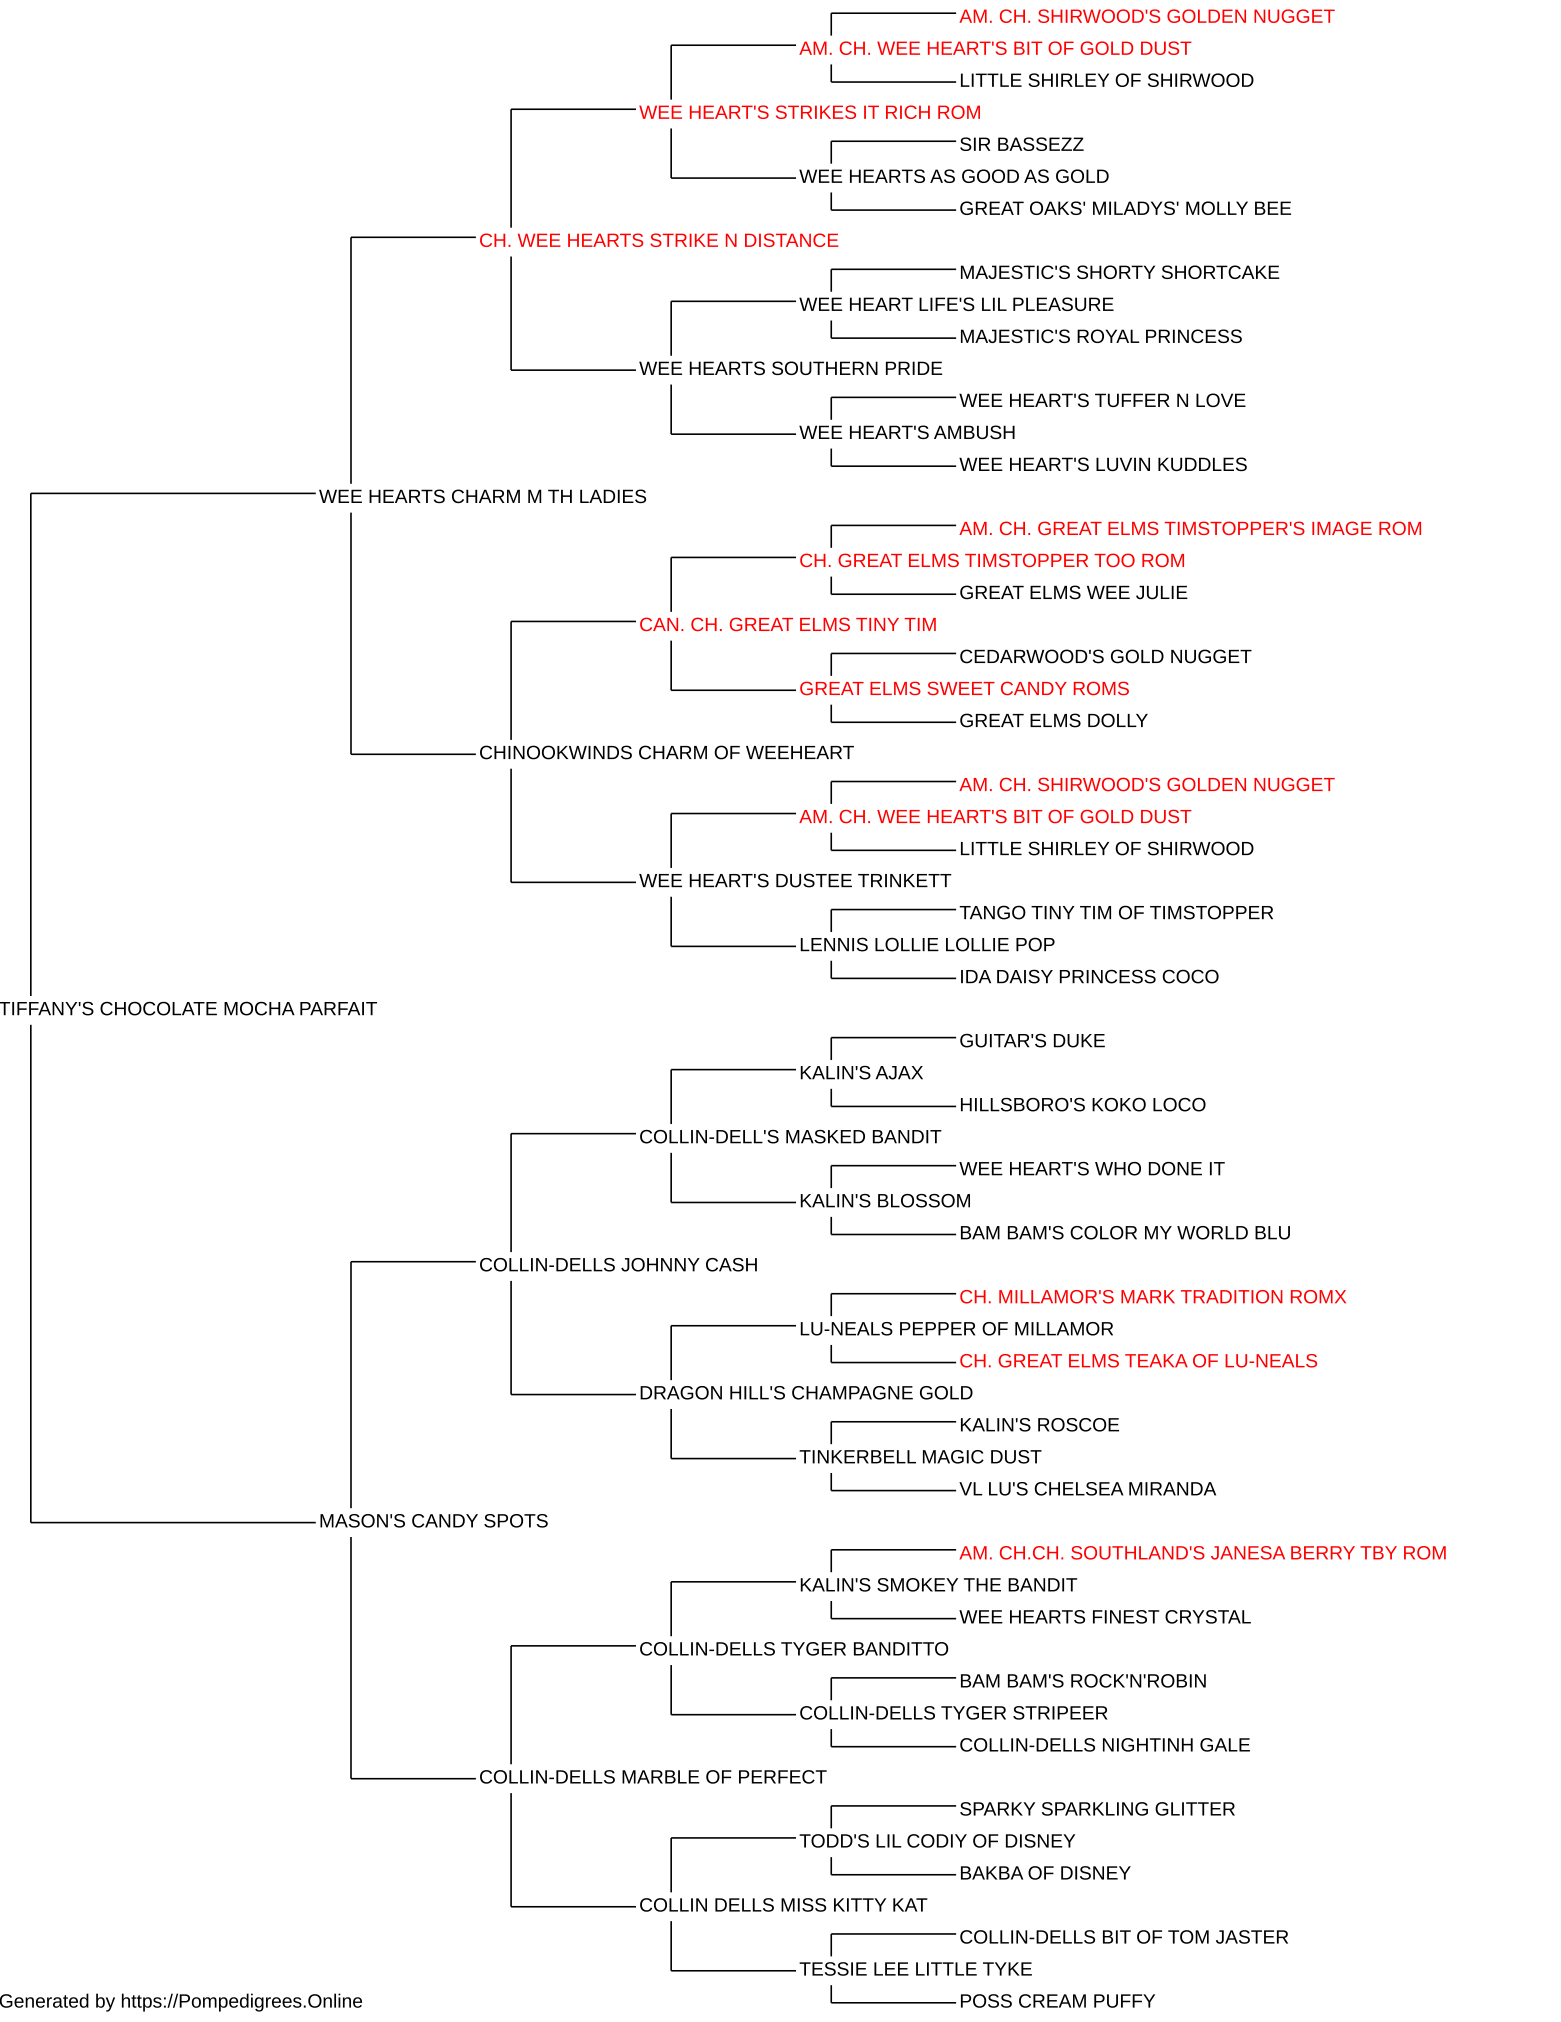 AM. CH. SHIRWOOD'S GOLDEN NUGGET
AM. CH. WEE HEART'S BIT OF GOLD DUST
LITTLE SHIRLEY OF SHIRWOOD
WEE HEART'S STRIKES IT RICH ROM
SIR BASSEZZ
WEE HEARTS AS GOOD AS GOLD
GREAT OAKS' MILADYS' MOLLY BEE
CH. WEE HEARTS STRIKE N DISTANCE
MAJESTIC'S SHORTY SHORTCAKE
WEE HEART LIFE'S LIL PLEASURE
MAJESTIC'S ROYAL PRINCESS
WEE HEARTS SOUTHERN PRIDE
WEE HEART'S TUFFER N LOVE
WEE HEART'S AMBUSH
WEE HEART'S LUVIN KUDDLES
WEE HEARTS CHARM M TH LADIES
AM. CH. GREAT ELMS TIMSTOPPER'S IMAGE ROM
CH. GREAT ELMS TIMSTOPPER TOO ROM
GREAT ELMS WEE JULIE
CAN. CH. GREAT ELMS TINY TIM
CEDARWOOD'S GOLD NUGGET
GREAT ELMS SWEET CANDY ROMS
GREAT ELMS DOLLY
CHINOOKWINDS CHARM OF WEEHEART
AM. CH. SHIRWOOD'S GOLDEN NUGGET
AM. CH. WEE HEART'S BIT OF GOLD DUST
LITTLE SHIRLEY OF SHIRWOOD
WEE HEART'S DUSTEE TRINKETT
TANGO TINY TIM OF TIMSTOPPER
LENNIS LOLLIE LOLLIE POP
IDA DAISY PRINCESS COCO
TIFFANY'S CHOCOLATE MOCHA PARFAIT
GUITAR'S DUKE
KALIN'S AJAX
HILLSBORO'S KOKO LOCO
COLLIN-DELL'S MASKED BANDIT
WEE HEART'S WHO DONE IT
KALIN'S BLOSSOM
BAM BAM'S COLOR MY WORLD BLU
COLLIN-DELLS JOHNNY CASH
CH. MILLAMOR'S MARK TRADITION ROMX
LU-NEALS PEPPER OF MILLAMOR
CH. GREAT ELMS TEAKA OF LU-NEALS
DRAGON HILL'S CHAMPAGNE GOLD
KALIN'S ROSCOE
TINKERBELL MAGIC DUST
VL LU'S CHELSEA MIRANDA
MASON'S CANDY SPOTS
AM. CH.CH. SOUTHLAND'S JANESA BERRY TBY ROM
KALIN'S SMOKEY THE BANDIT
WEE HEARTS FINEST CRYSTAL
COLLIN-DELLS TYGER BANDITTO
BAM BAM'S ROCK'N'ROBIN
COLLIN-DELLS TYGER STRIPEER
COLLIN-DELLS NIGHTINH GALE
COLLIN-DELLS MARBLE OF PERFECT
SPARKY SPARKLING GLITTER
TODD'S LIL CODIY OF DISNEY
BAKBA OF DISNEY
COLLIN DELLS MISS KITTY KAT
COLLIN-DELLS BIT OF TOM JASTER
TESSIE LEE LITTLE TYKE
POSS CREAM PUFFY
Generated by https://Pompedigrees.Online